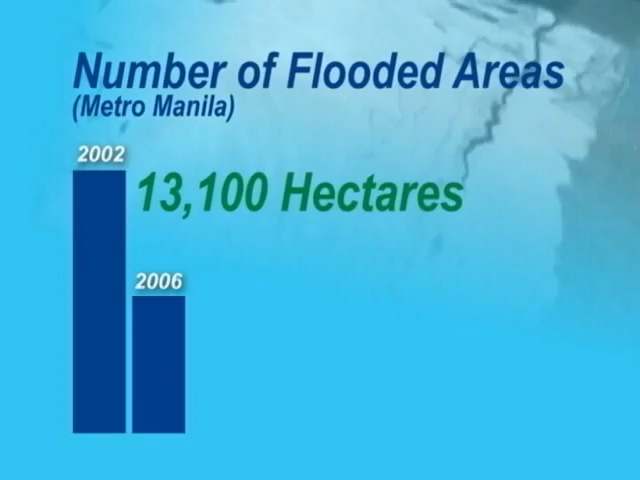 Number of Flooded Areas
(Metro Manila)
2002
13,100 Hectares
2006